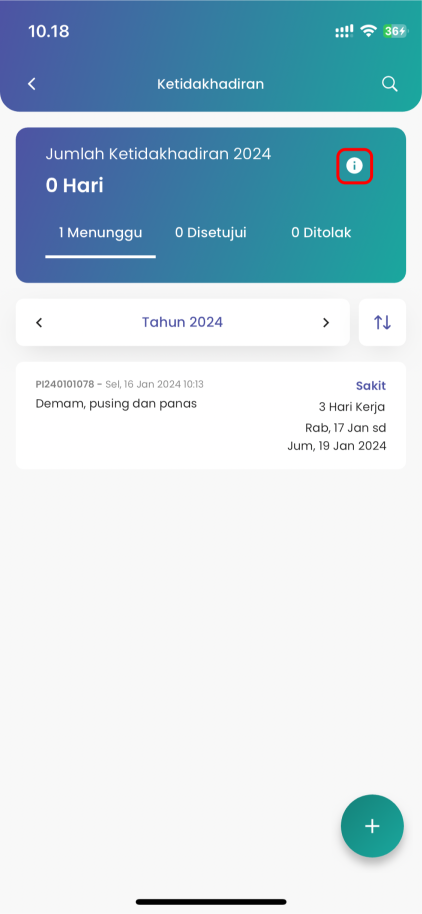 10.18
36
Ketidakhadiran
Jumlah Ketidakhadiran 2024
0 Hari
1 Menunggu
0 Disetujui
0 Ditolak
Tahun 2024
PI240101078 - Sel, 16 Jan 2024 10:13
Sakit
Demam, pusing dan panas
3 Hari Kerja
Rab, 17 Jan sd
Jum, 19 Jan 2024